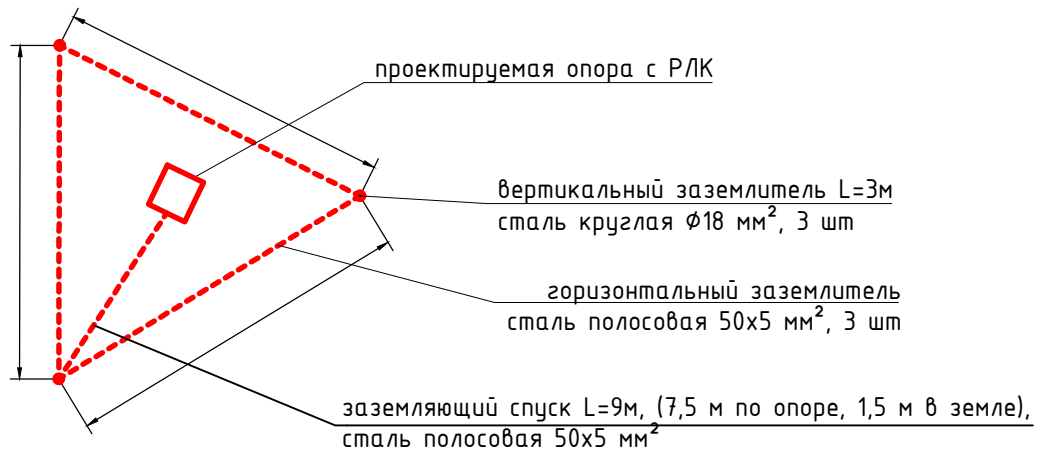 проектируемая опора с РЛК
вертикальный заземлитель L=3м
сталь круглая ϕ18 мм², 3 шт
горизонтальный заземлитель
сталь полосовая 50х5 мм², 3 шт
заземляющий спуск L=9м, (7,5 м по опоре, 1,5 м в земле),
сталь полосовая 50х5 мм²